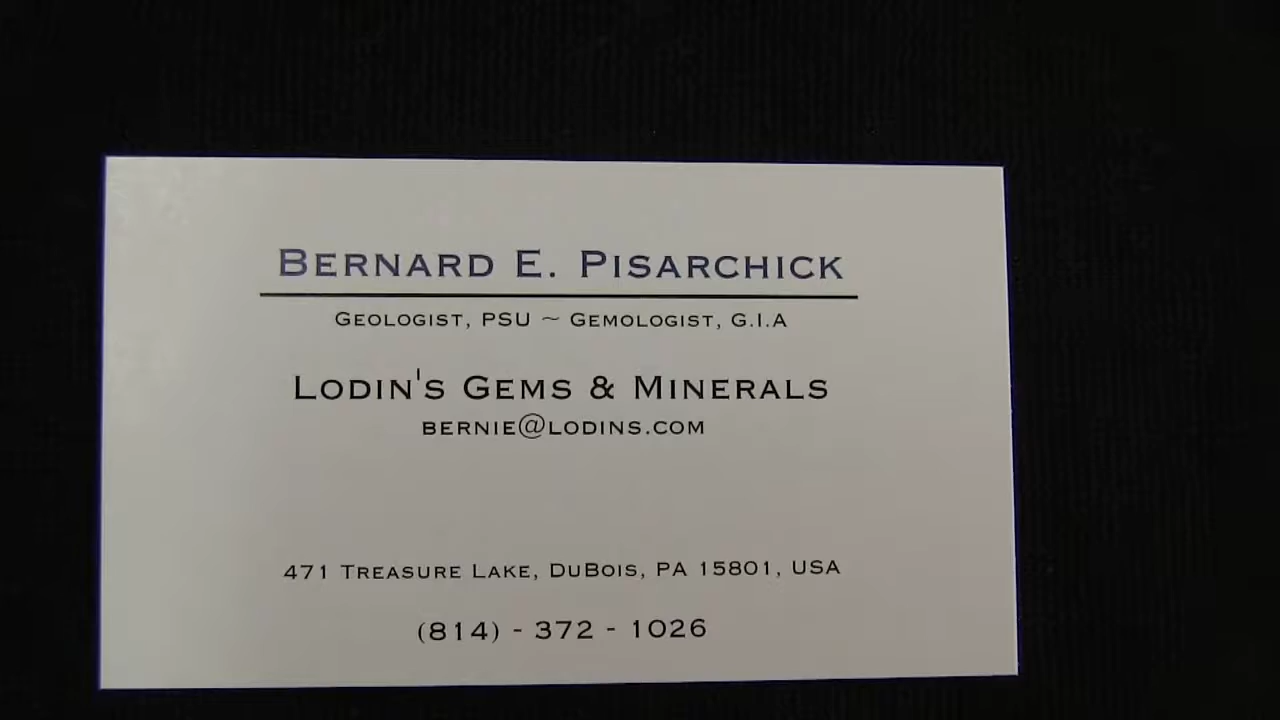 Bernard E. Pisarchick
Geologist, PSU ~ Gemologist, G.I.A
Lodin's Gems & Minerals
bernie@lodins.com
471 Treasure Lake, DuBois, PA 15801, USA
(814) - 372 - 1026